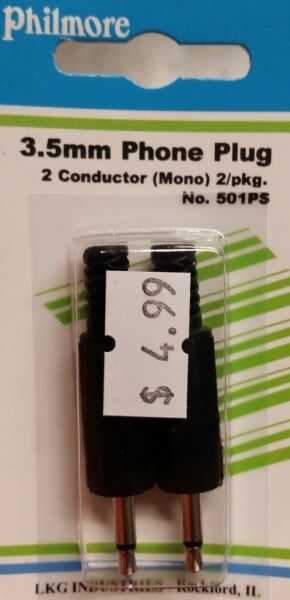 Philmore
3.5mm Phone Plug
2 Conductor (Mono) 2/pkg.
No. 501PS
$ 4.99
LKG INDUSTRIES - Rockford, IL